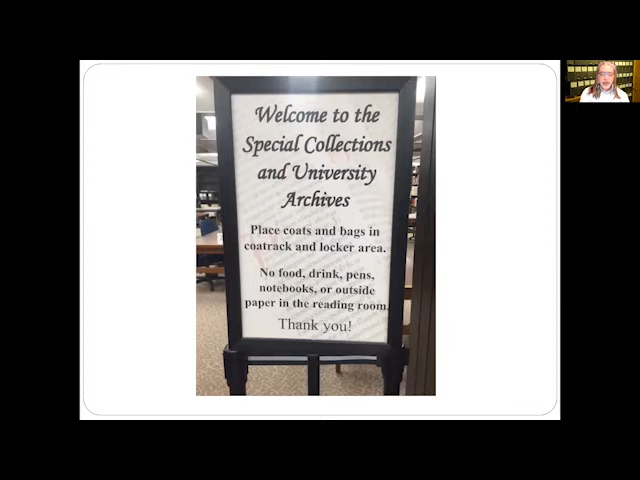 Welcome to the
Special Collections
and University
Archives
Place coats and bags in
coatrack and locker area.
No food, drink, pens,
notebooks, or outside
paper in the reading room.
Thank you!